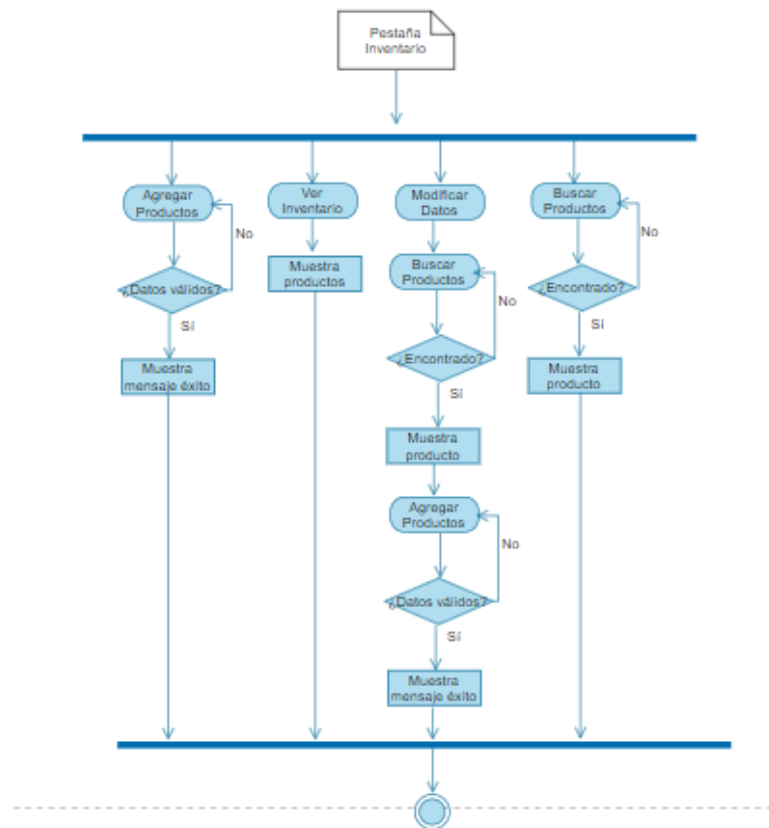 Pestaña
Inventario
Agregar
Productos
No
¿Datos válidos?
Sí
Muestra
mensaje éxito
Ver
Inventario
Muestra
productos
Modificar
Datos
Buscar
Productos
No
¿Encontrado?
Sí
Muestra
producto
Agregar
Productos
No
¿Datos válidos?
Sí
Muestra
mensaje éxito
Buscar
Productos
No
¿Encontrado?
Sí
Muestra
producto